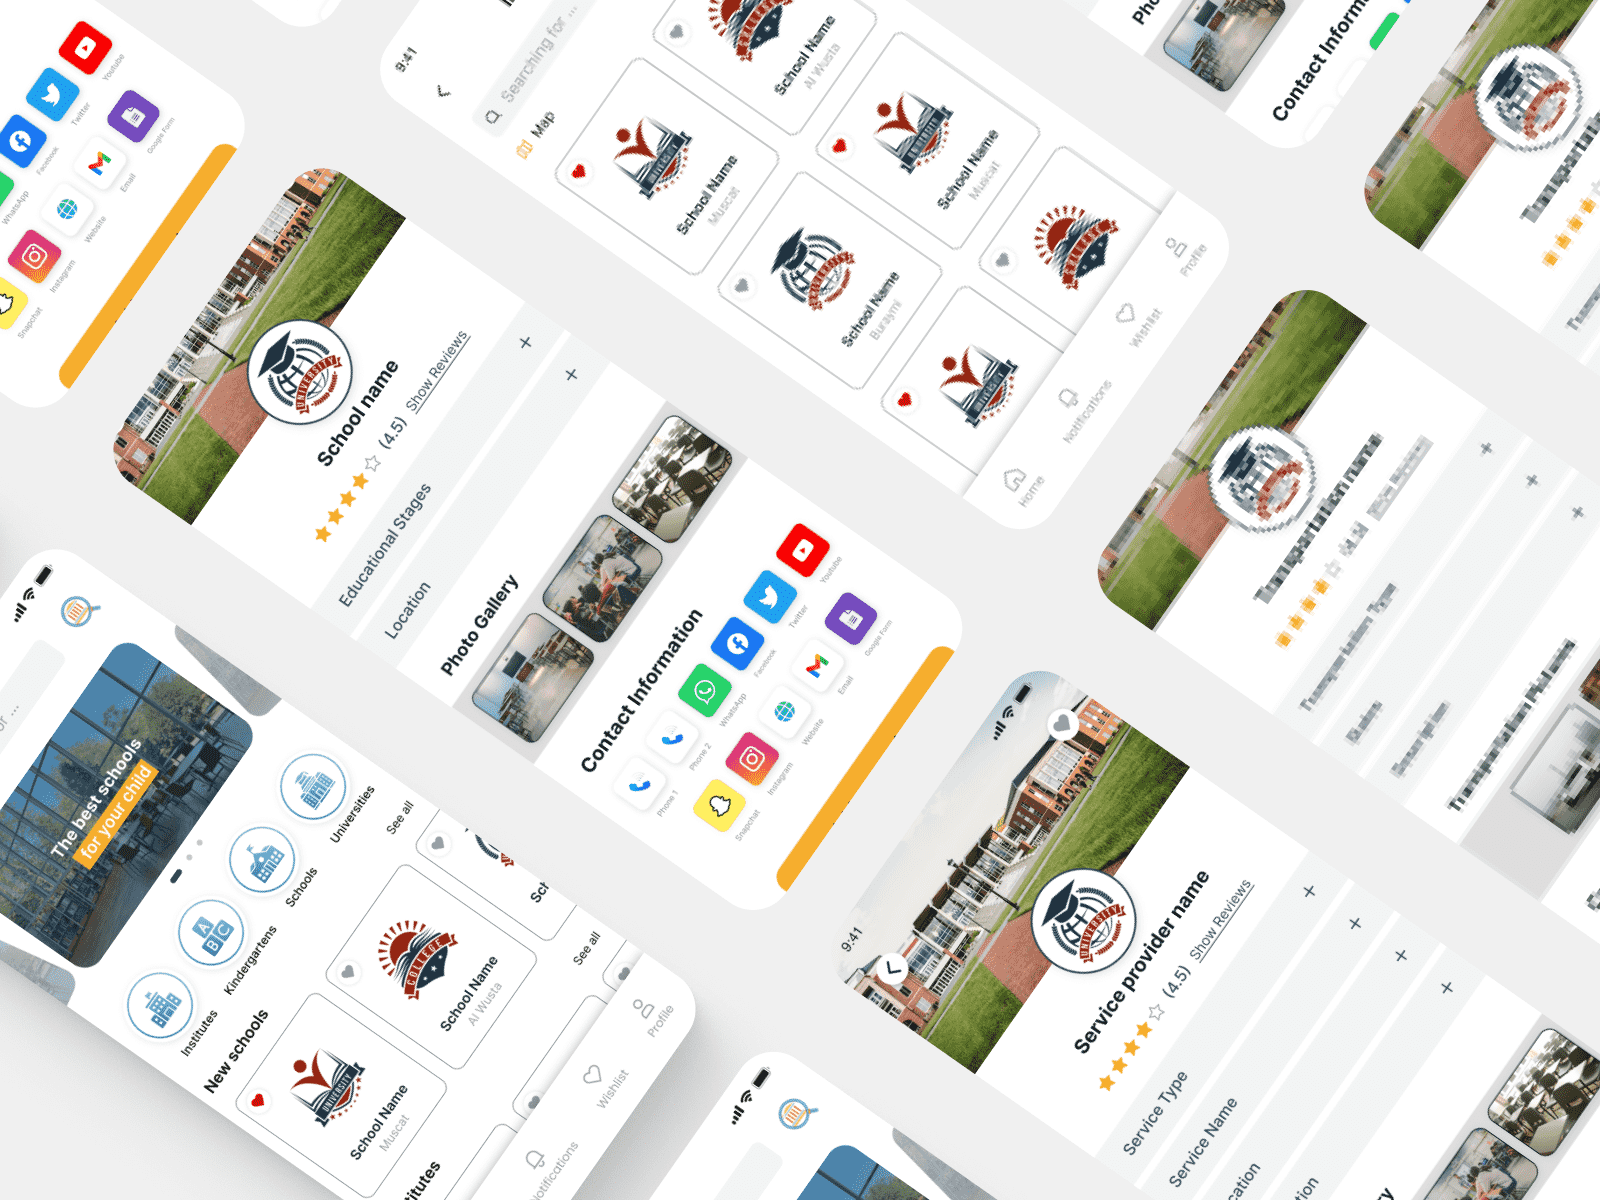 Youtube
Twitter
Facebook
WhatsApp
Google Form
Email
Website
Instagram
Snapchat
9:41
Searching for ...
Map
School Name
Al Wusta
School Name
Muscat
School Name
Muscat
School Name
Buraymi
Profile
Wishlist
Notifications
Home
Contact Inform
UNIVERSITY
School name
(4.5)
Show Reviews
Educational Stages
Location
Photo Gallery
Contact Information
Youtube
Twitter
Facebook
WhatsApp
Phone 2
Phone 1
Google Form
Email
Website
Instagram
Snapchat
The best schools
for your child
Universities
Schools
Kindergartens
A
B
C
Institutes
See all
New schools
See all
COLLEGE
School Name
Al Wusta
UNIVERSITY
School Name
Muscat
Profile
Wishlist
Notifications
9:41
UNIVERSITY
Service provider name
(4.5)
Show Reviews
Service Type
Service Name